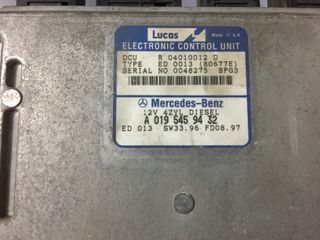 Lucas Made in U.K.
ELECTRONIC CONTROL UNIT
DCU R 04010012 D
TYPE ED 0013 (80677E)
SERIAL NO 0048275 BPG3
Mercedes-Benz
12V 4ZYL DIESEL
A 019 545 94 32
ED 013 SW33.96 FD08.97